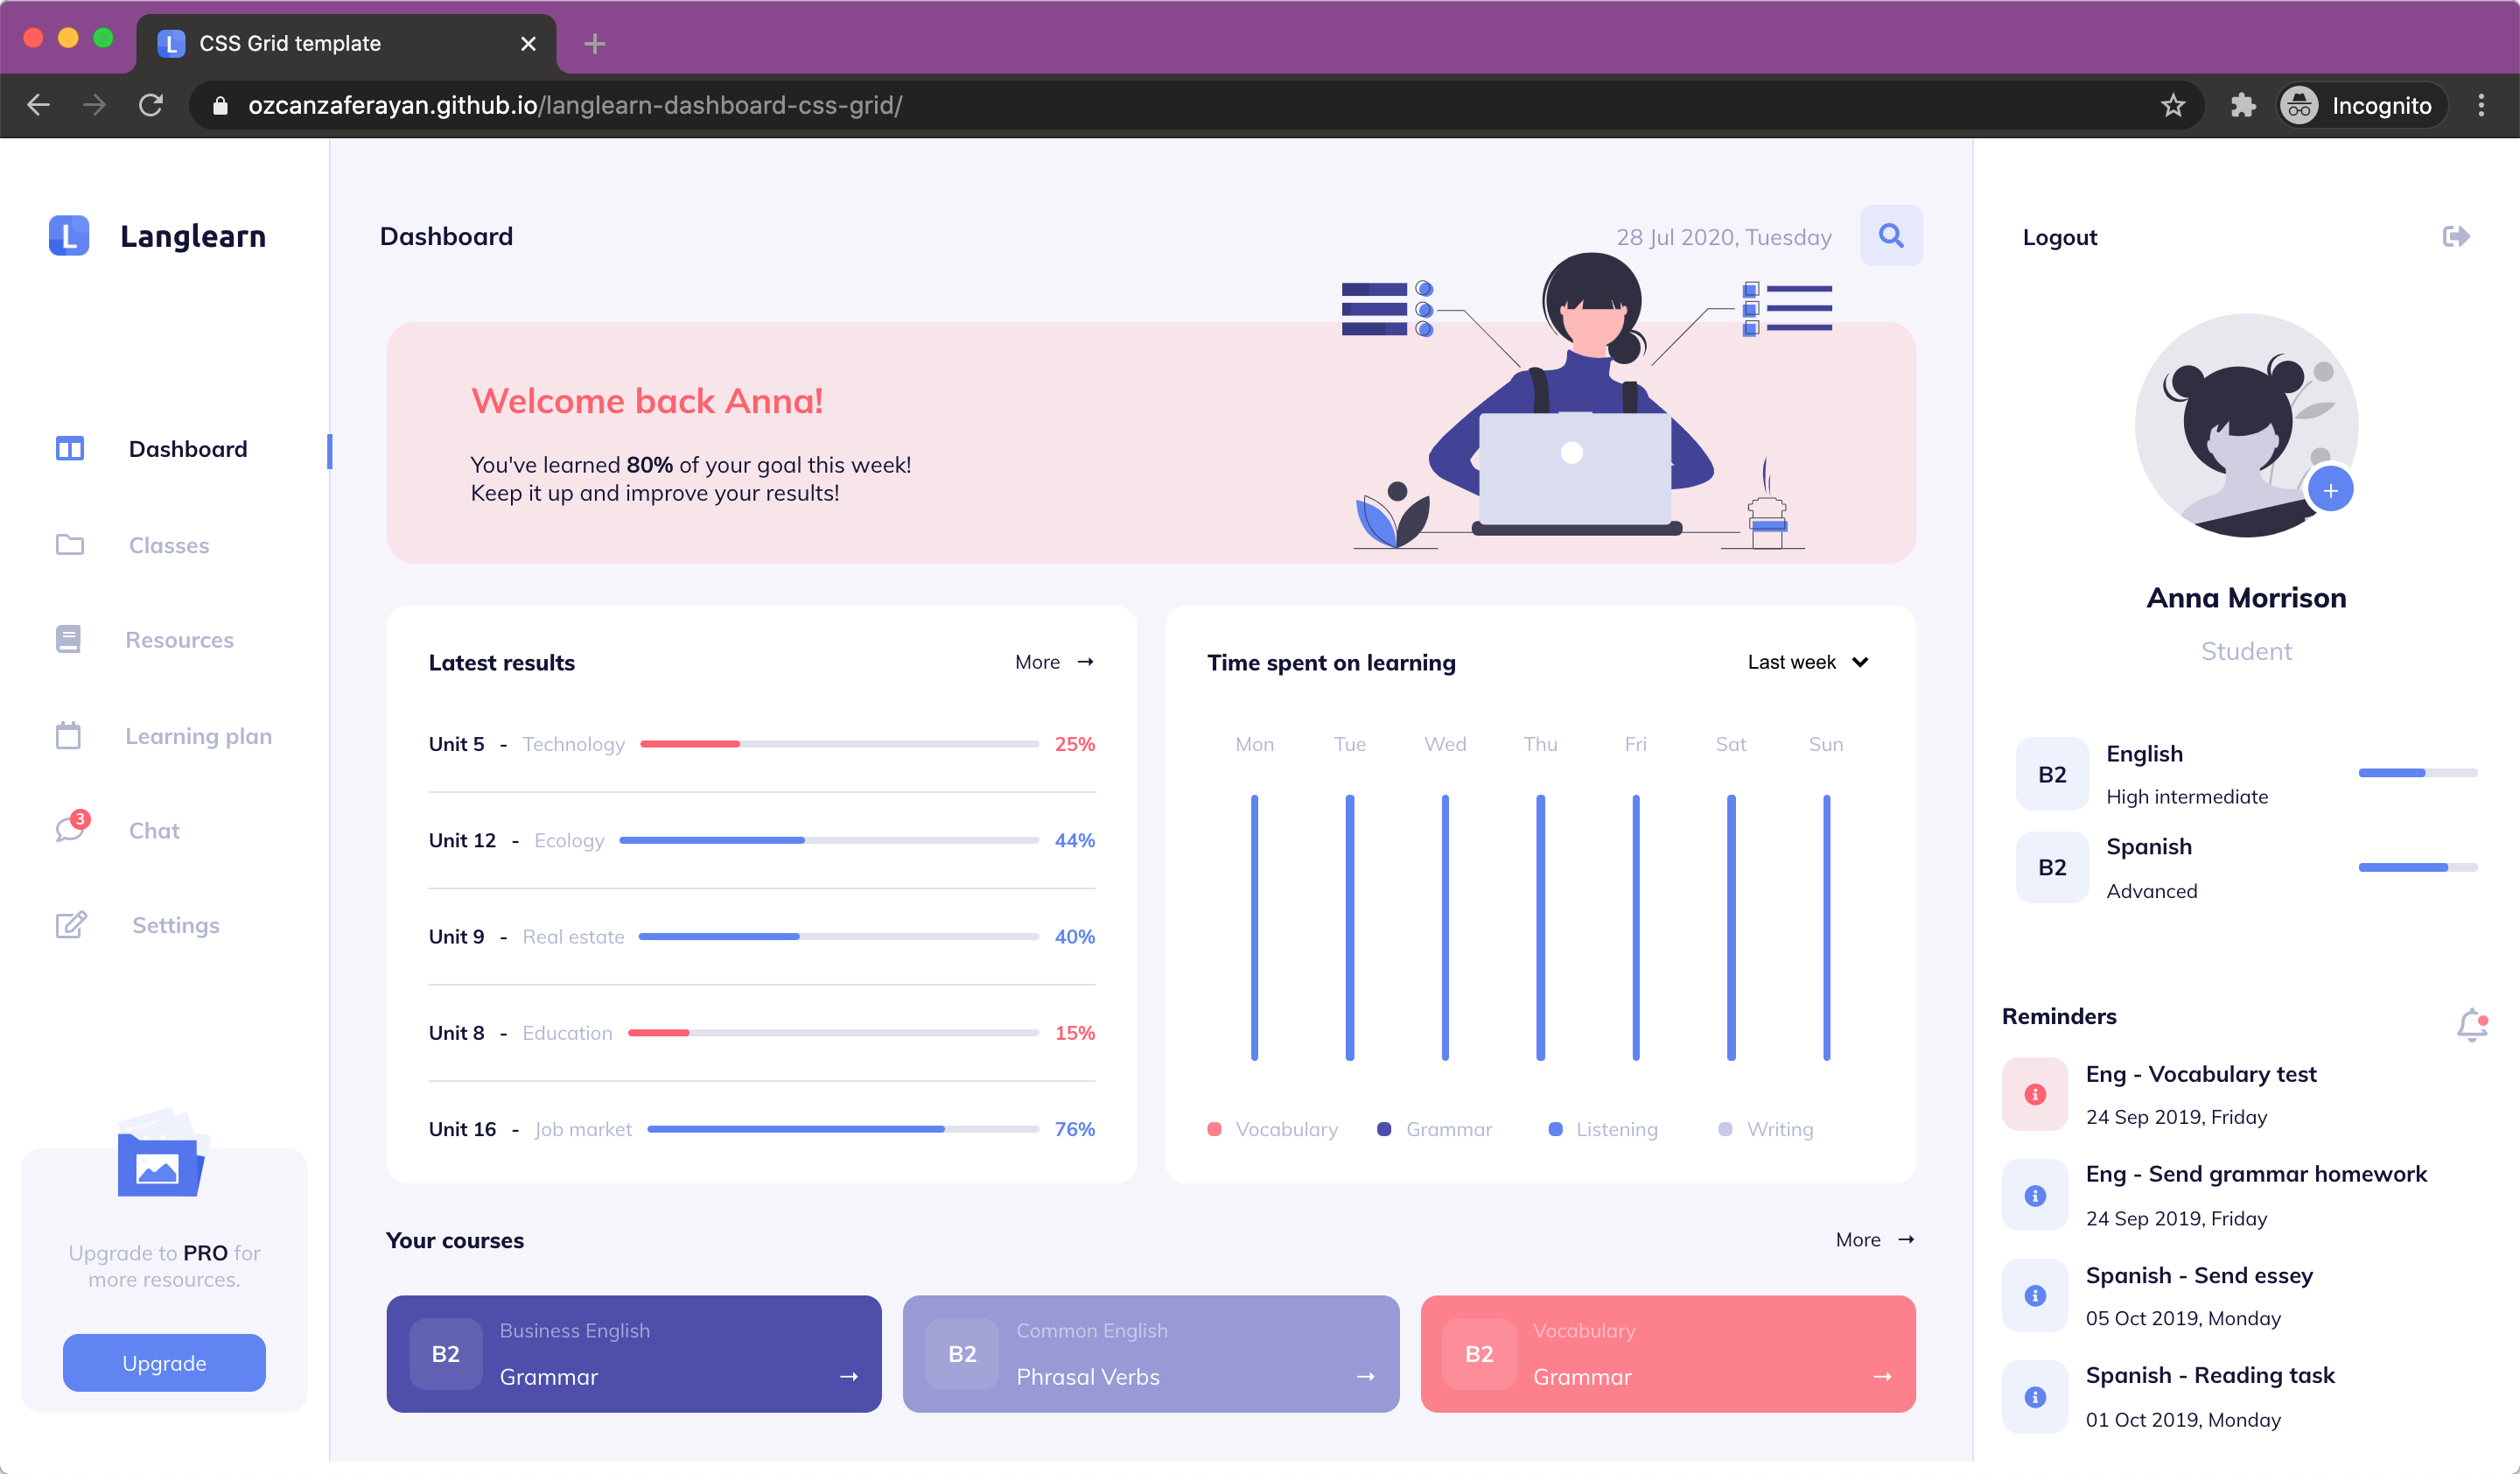 CSS Grid template
ozcanzaferayan.github.io/langlearn-dashboard-css-grid/
Incognito
L Langlearn
Dashboard
Classes
Resources
Learning plan
3
Chat
Settings
Upgrade to PRO for
more resources.
Upgrade
Dashboard
28 Jul 2020, Tuesday
Welcome back Anna!
You've learned 80% of your goal this week!
Keep it up and improve your results!
Latest results
More →
Unit 5 - Technology 25%
Unit 12 - Ecology 44%
Unit 9 - Real estate 40%
Unit 8 - Education 15%
Unit 16 - Job market 76%
Time spent on learning
Last week
Mon Tue Wed Thu Fri Sat Sun
Vocabulary Grammar Listening Writing
Your courses
More →
B2
Business English
Grammar →
B2
Common English
Phrasal Verbs →
B2
Vocabulary
Grammar →
Logout
Anna Morrison
Student
B2
English
High intermediate
B2
Spanish
Advanced
Reminders
Eng - Vocabulary test
24 Sep 2019, Friday
Eng - Send grammar homework
24 Sep 2019, Friday
Spanish - Send essey
05 Oct 2019, Monday
Spanish - Reading task
01 Oct 2019, Monday